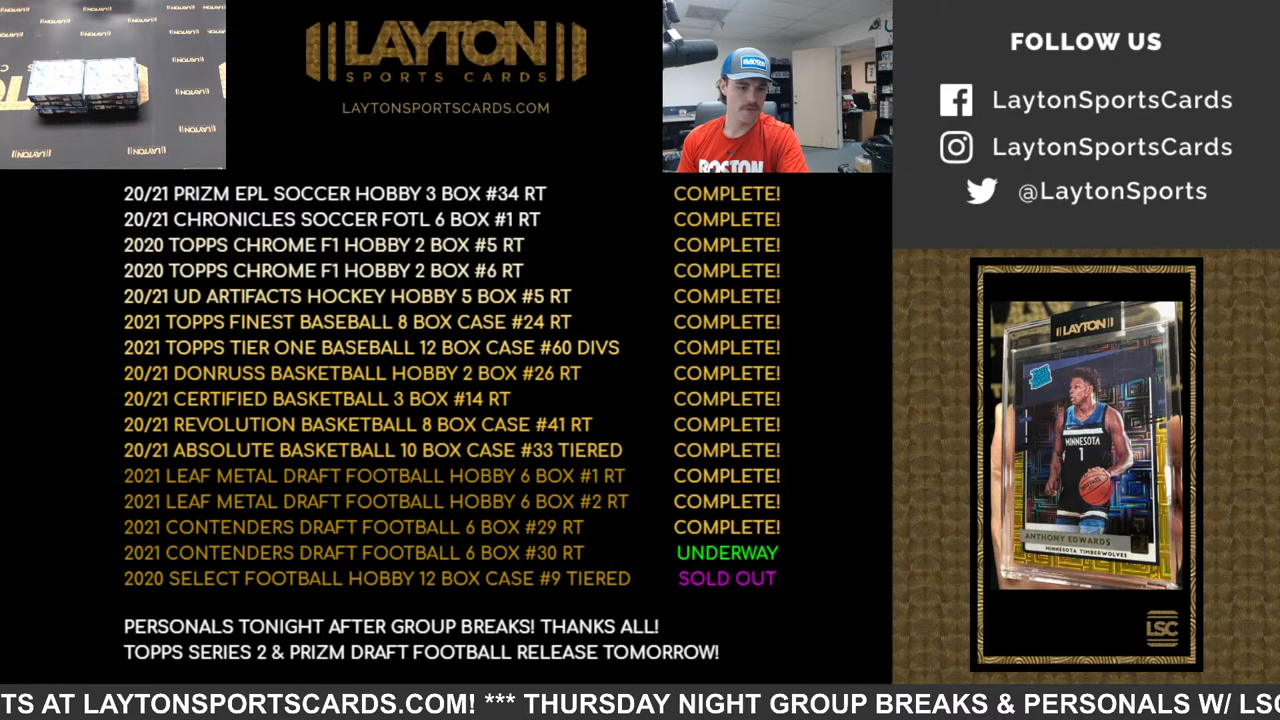 LAYTON
SPORTS CARDS
LAYTONSPORTSCARDS.COM
LAYTON
BOSTON
FOLLOW US
LaytonSportsCards
LaytonSportsCards
@LaytonSports
20/21 PRIZM EPL SOCCER HOBBY 3 BOX #34 RT COMPLETE!
20/21 CHRONICLES SOCCER FOTL 6 BOX #1 RT COMPLETE!
2020 TOPPS CHROME F1 HOBBY 2 BOX #5 RT COMPLETE!
2020 TOPPS CHROME F1 HOBBY 2 BOX #6 RT COMPLETE!
20/21 UD ARTIFACTS HOCKEY HOBBY 5 BOX #5 RT COMPLETE!
2021 TOPPS FINEST BASEBALL 8 BOX CASE #24 RT COMPLETE!
2021 TOPPS TIER ONE BASEBALL 12 BOX CASE #60 DIVS COMPLETE!
20/21 DONRUSS BASKETBALL HOBBY 2 BOX #26 RT COMPLETE!
20/21 CERTIFIED BASKETBALL 3 BOX #14 RT COMPLETE!
20/21 REVOLUTION BASKETBALL 8 BOX CASE #41 RT COMPLETE!
20/21 ABSOLUTE BASKETBALL 10 BOX CASE #33 TIERED COMPLETE!
2021 LEAF METAL DRAFT FOOTBALL HOBBY 6 BOX #1 RT COMPLETE!
2021 LEAF METAL DRAFT FOOTBALL HOBBY 6 BOX #2 RT COMPLETE!
2021 CONTENDERS DRAFT FOOTBALL 6 BOX #29 RT COMPLETE!
2021 CONTENDERS DRAFT FOOTBALL 6 BOX #30 RT UNDERWAY
2020 SELECT FOOTBALL HOBBY 12 BOX CASE #9 TIERED SOLD OUT
PERSONALS TONIGHT AFTER GROUP BREAKS! THANKS ALL!
TOPPS SERIES 2 & PRIZM DRAFT FOOTBALL RELEASE TOMORROW!
LAYTON
MINNESOTA
1
ANTHONY EDWARDS
MINNESOTA TIMBERWOLVES
LSC
TS AT LAYTONSPORTSCARDS.COM! *** THURSDAY NIGHT GROUP BREAKS & PERSONALS W/ LSC